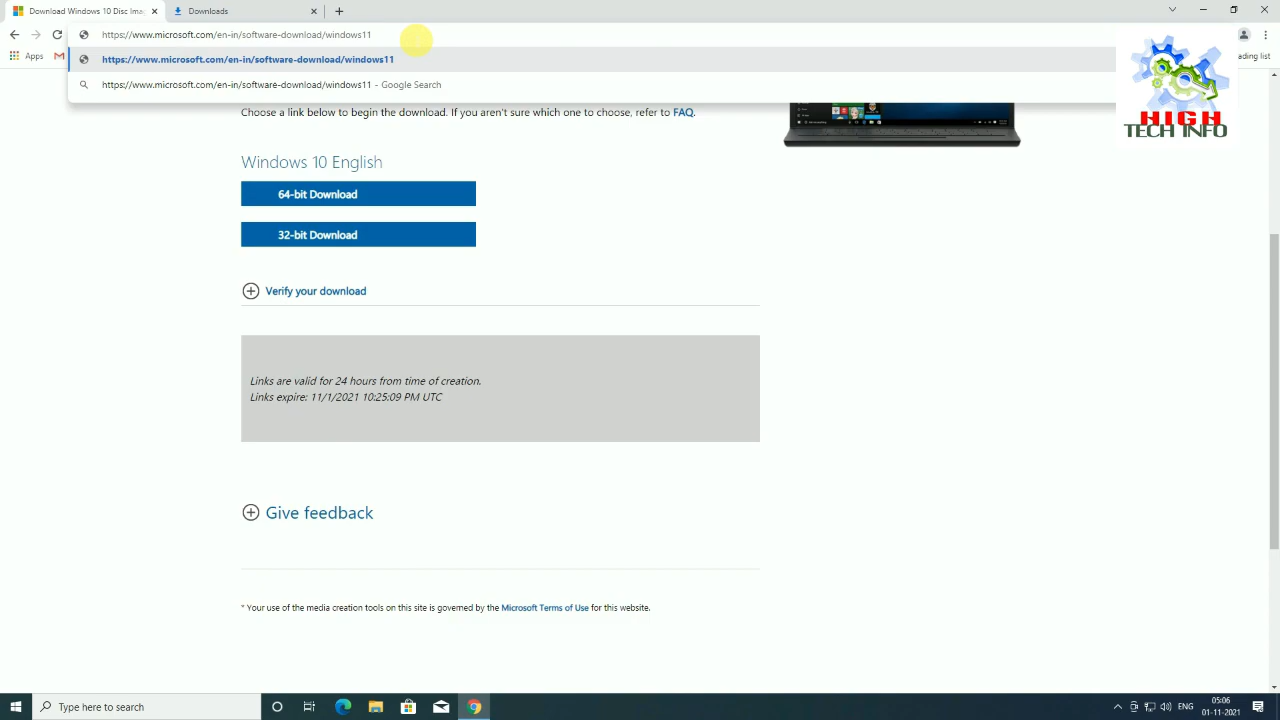 Download Windows 10 Disc Imag
Downloads
https://www.microsoft.com/en-in/software-download/windows11
Apps
ading list
https://www.microsoft.com/en-in/software-download/windows11
https://www.microsoft.com/en-in/software-download/windows11 - Google Search
HIGH
TECH INFO
Choose a link below to begin the download. If you aren't sure which one to choose, refer to FAQ.
Windows 10 English
64-bit Download
32-bit Download
Verify your download
Links are valid for 24 hours from time of creation.
Links expire: 11/1/2021 10:25:09 PM UTC
Give feedback
* Your use of the media creation tools on this site is governed by the Microsoft Terms of Use for this website.
Type here to search
ENG
05:06
01-11-2021